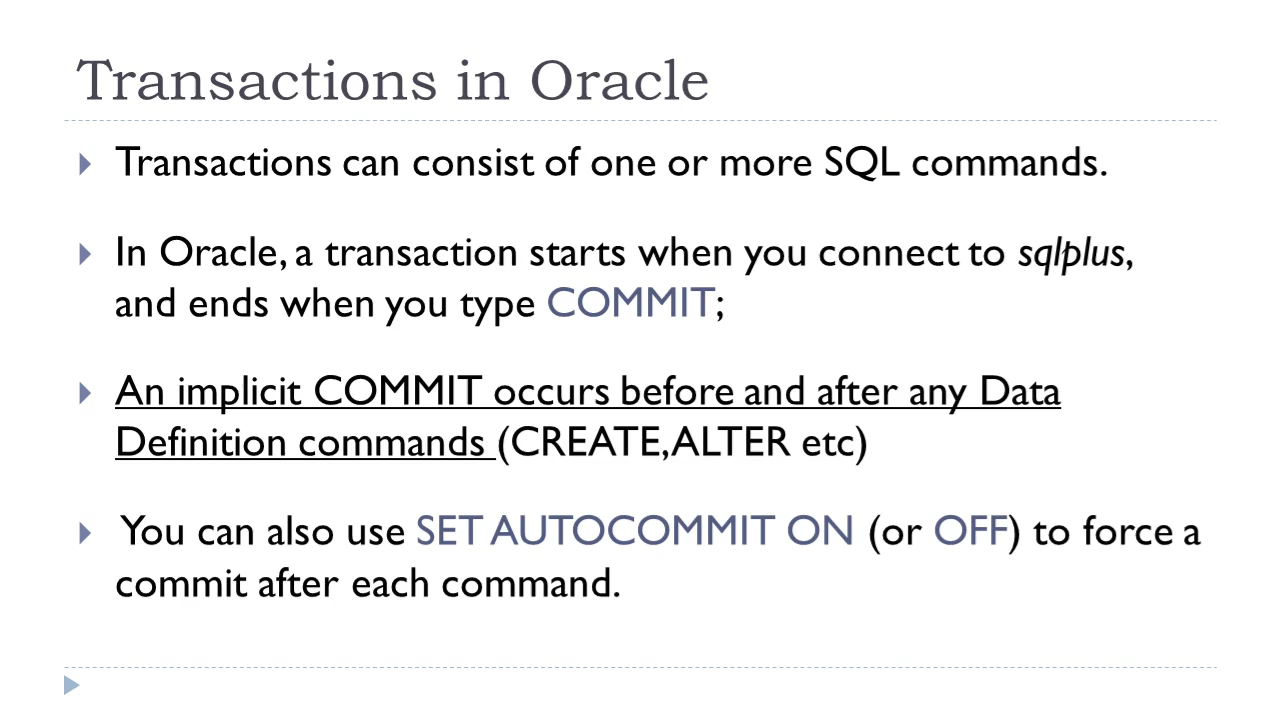 Transactions in Oracle
Transactions can consist of one or more SQL commands.
In Oracle, a transaction starts when you connect to sqlplus,
and ends when you type COMMIT;
An implicit COMMIT occurs before and after any Data
Definition commands (CREATE, ALTER etc)
You can also use SET AUTOCOMMIT ON (or OFF) to force a
commit after each command.